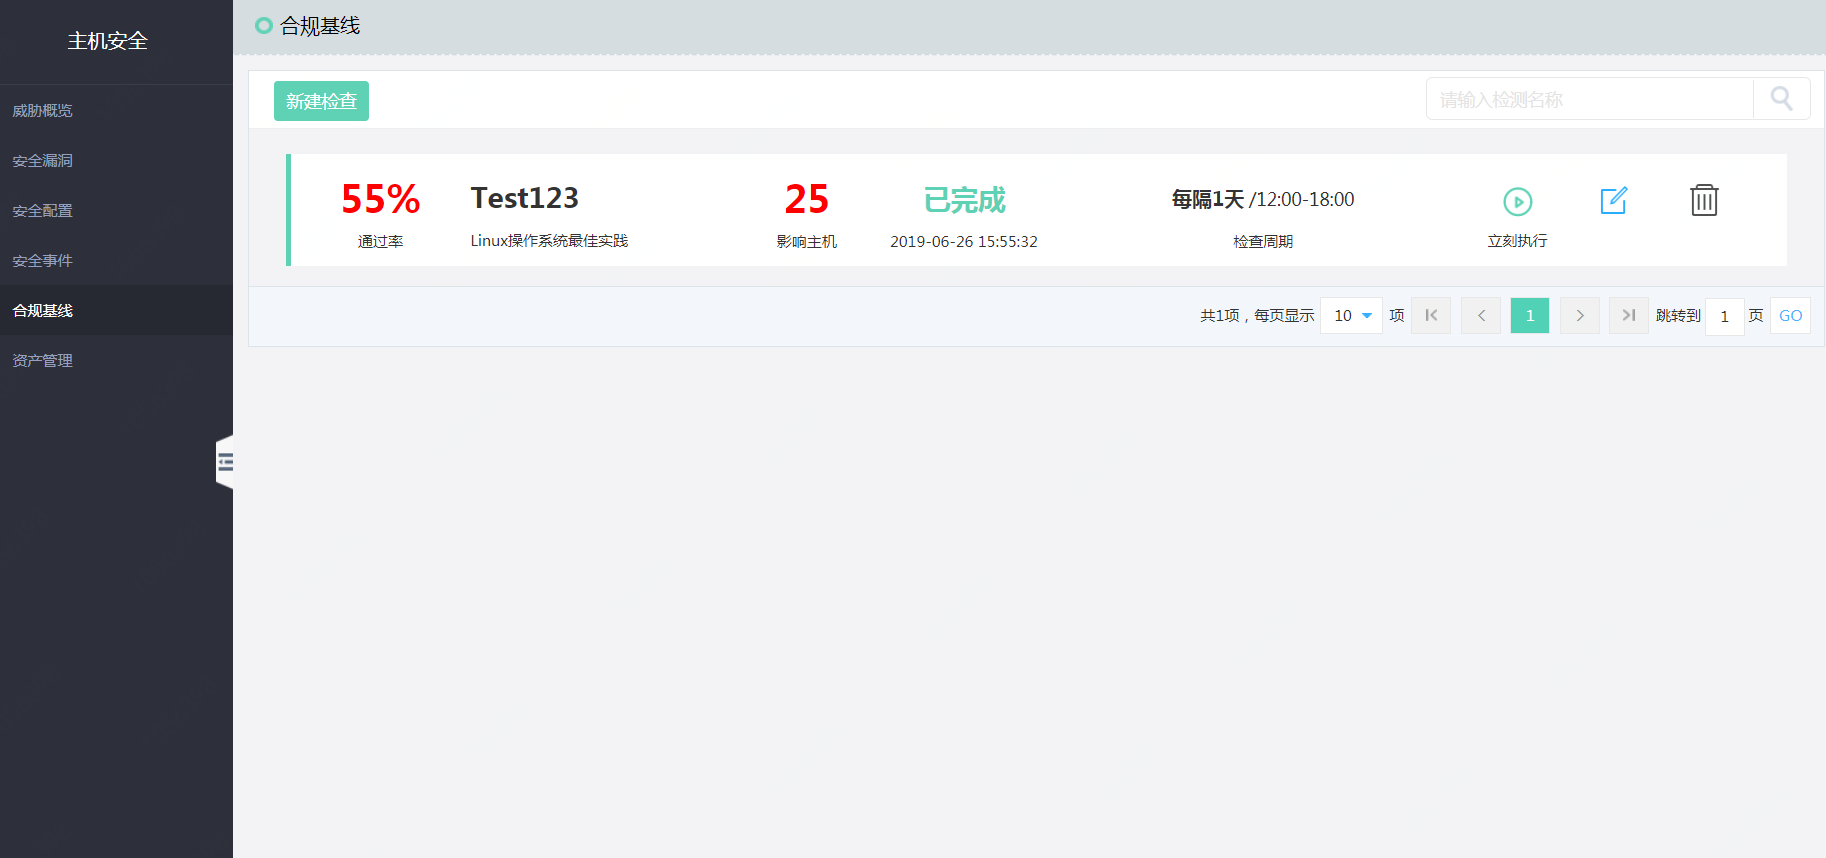 主机安全
威胁概览
安全漏洞
安全配置
安全事件
合规基线
资产管理
合规基线
新建检查
请输入检测名称
55% Test123 25 已完成 每隔1天 /12:00-18:00
通过率 Linux操作系统最佳实践 影响主机 2019-06-26 15:55:32 检查周期 立刻执行
共1项，每页显示 10 项 1 跳转到 1 页 GO